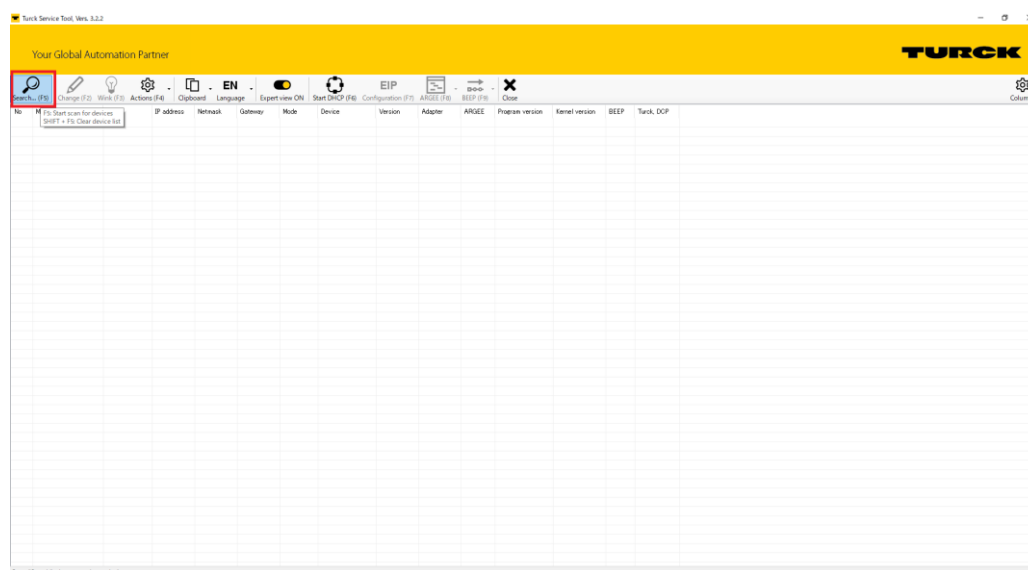 Turck Service Tool, Vers. 3.2.2
Your Global Automation Partner
TURCK
Search... (F5) Change (F2) Wink (F3) Actions (F4) Clipboard EN Language Expert view ON Start DHCP (F6) EIP Configuration (F7) ARGEE (F8) BEEP (F9) Close Colum
No M IP address Netmask Gateway Mode Device Version Adapter ARGEE Program version Kernel version BEEP Turck, DCP
F5: Start scan for devices
SHIFT + F5: Clear device list